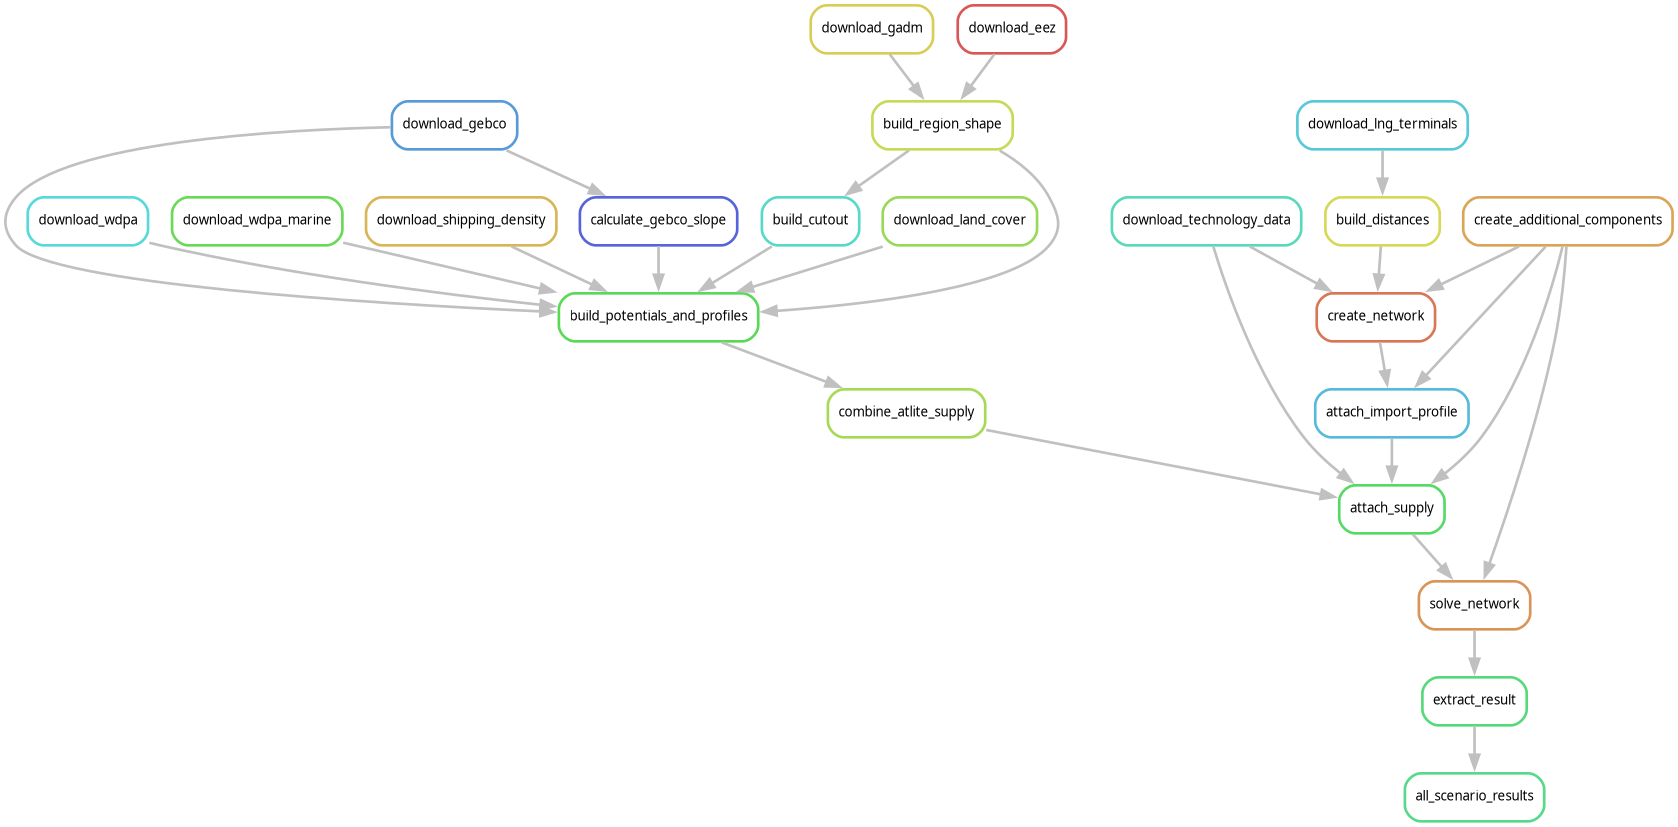 download_gadm
download_eez
download_gebco
build_region_shape
download_lng_terminals
download_wdpa
download_wdpa_marine
download_shipping_density
calculate_gebco_slope
build_cutout
download_land_cover
download_technology_data
build_distances
create_additional_components
build_potentials_and_profiles
create_network
combine_atlite_supply
attach_import_profile
attach_supply
solve_network
extract_result
all_scenario_results